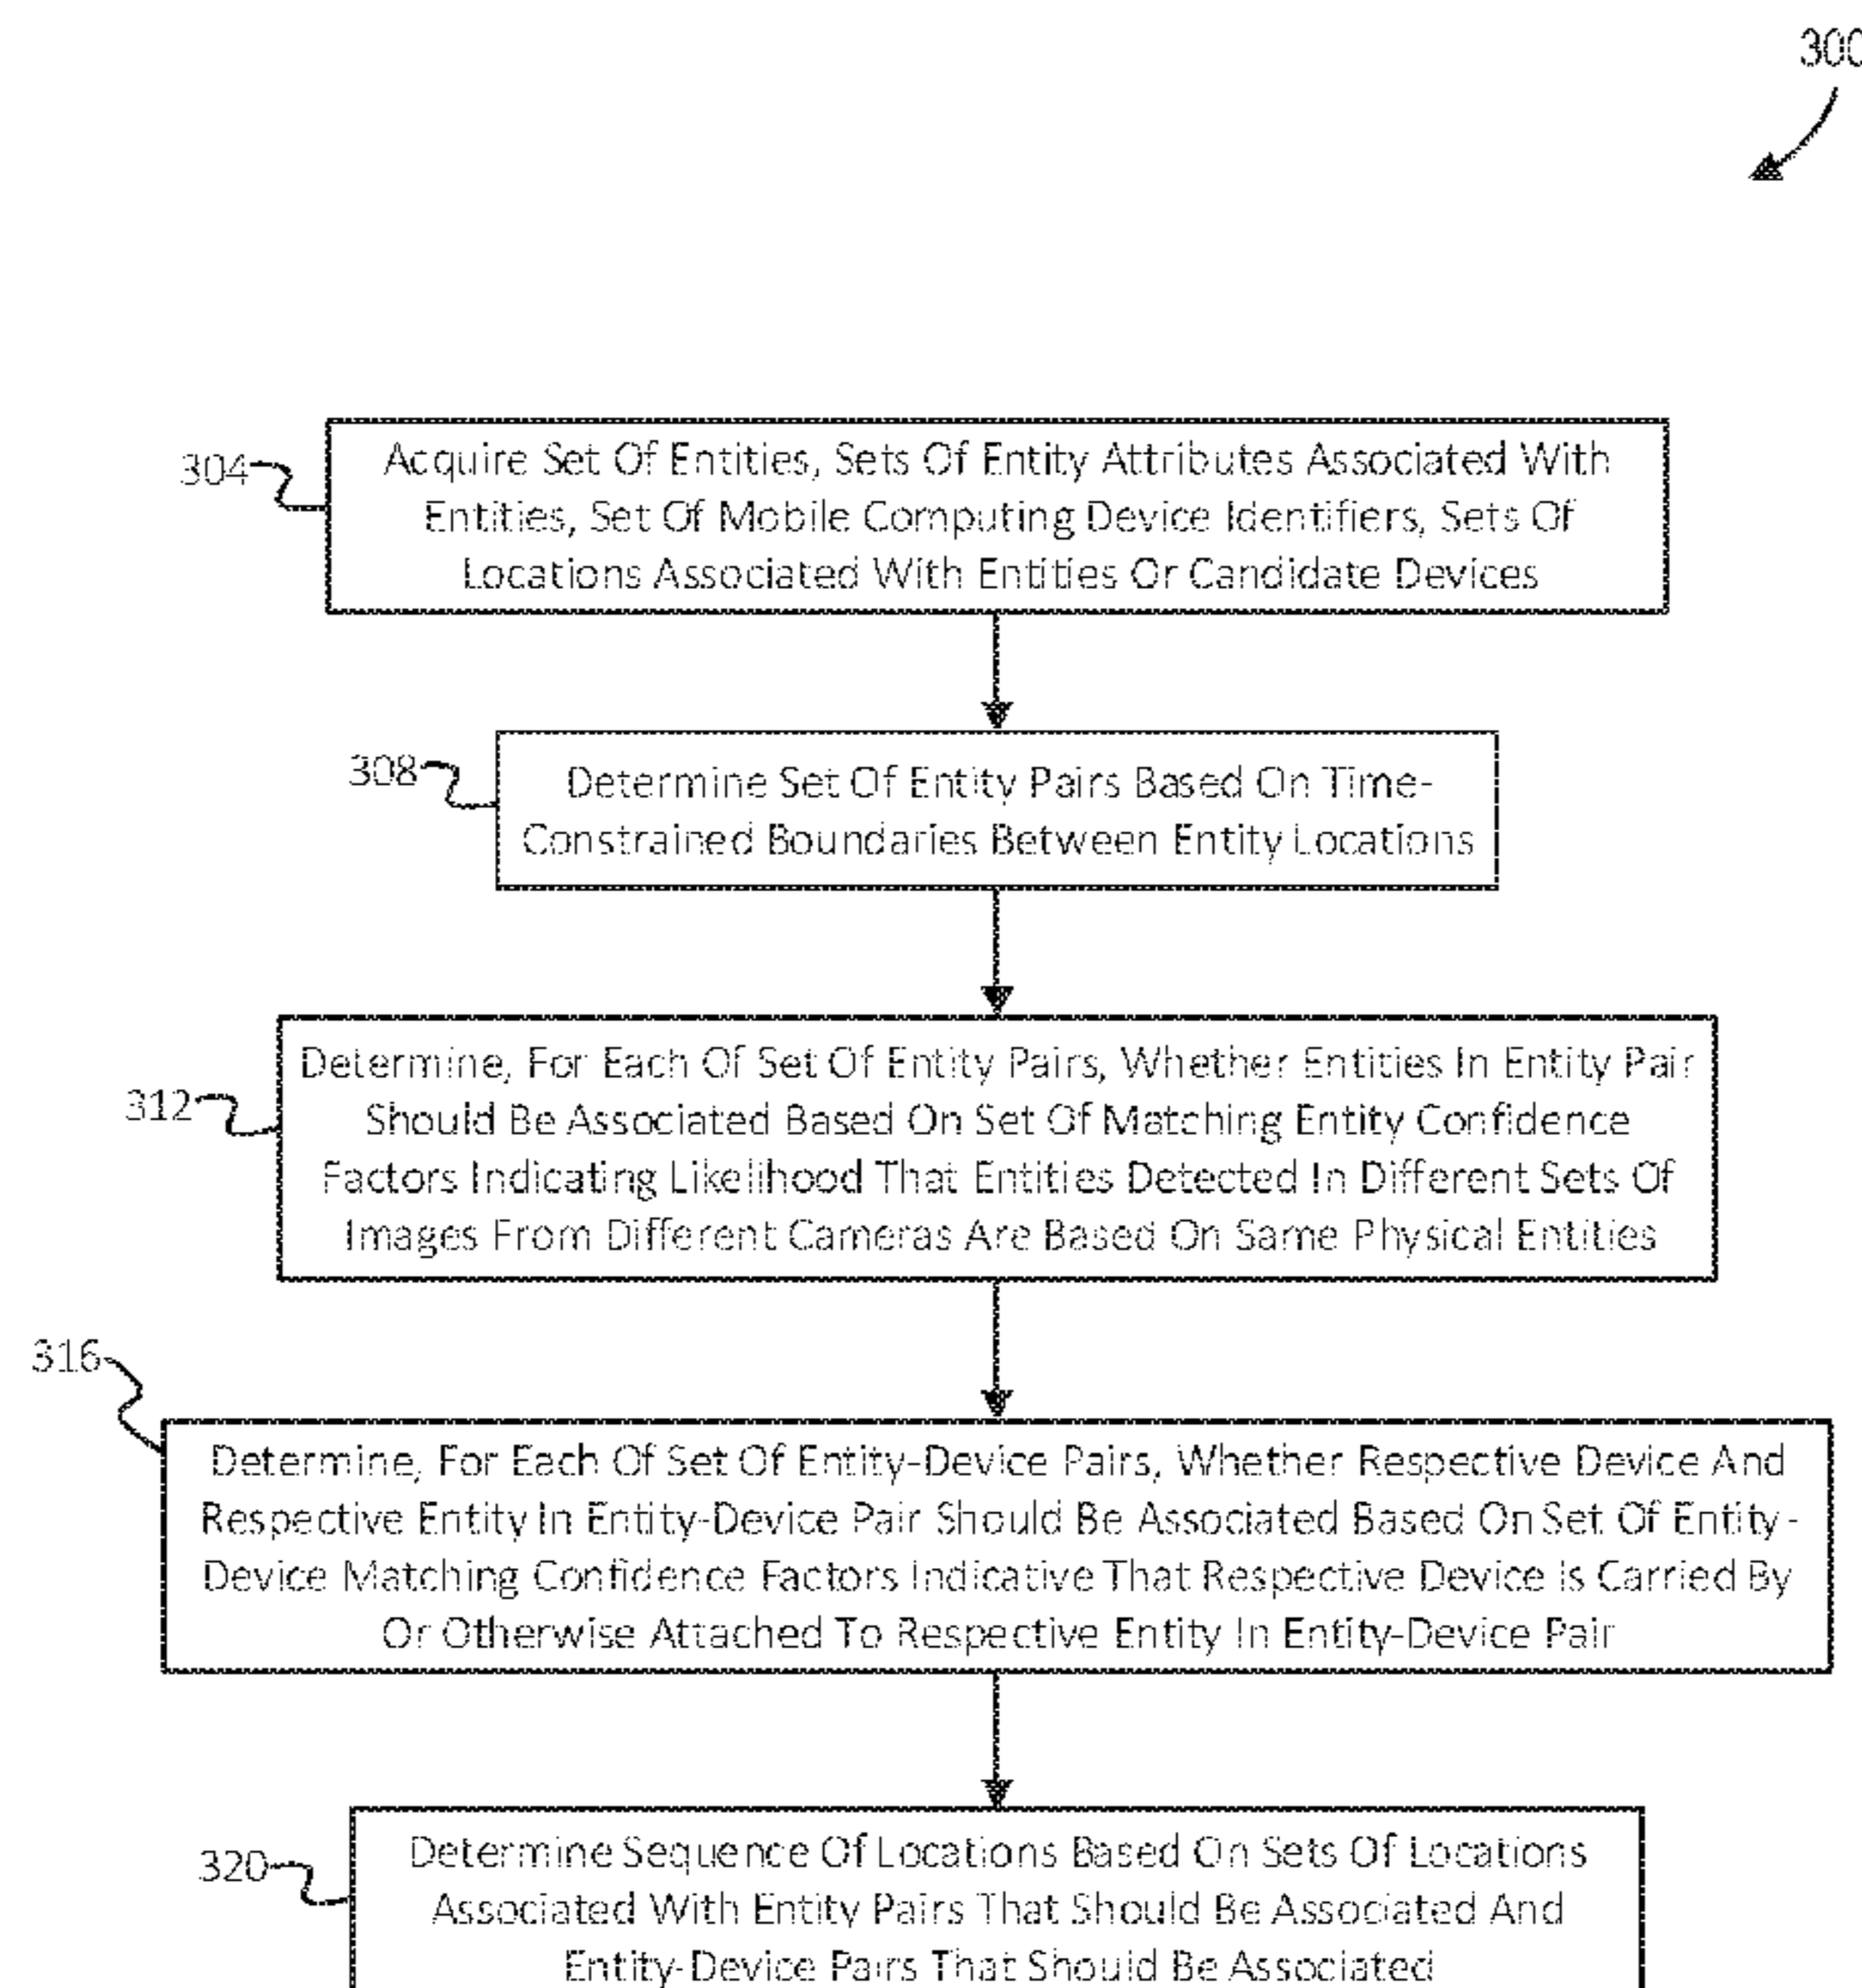 300
304
Acquire Set Of Entities, Sets Of Entity Attributes Associated With
Entities, Set Of Mobile Computing Device Identifiers, Sets Of
Locations Associated With Entities Or Candidate Devices
308
Determine Set Of Entity Pairs Based On Time-
Constrained Boundaries Between Entity Locations
312
Determine, For Each Of Set Of Entity Pairs, Whether Entities In Entity Pair
Should Be Associated Based On Set Of Matching Entity Confidence
Factors Indicating Likelihood That Entities Detected In Different Sets Of
Images From Different Cameras Are Based On Same Physical Entities
316
Determine, For Each Of Set Of Entity-Device Pairs, Whether Respective Device And
Respective Entity In Entity-Device Pair Should Be Associated Based On Set Of Entity-
Device Matching Confidence Factors Indicative That Respective Device Is Carried By
Or Otherwise Attached To Respective Entity In Entity-Device Pair
320
Determine Sequence Of Locations Based On Sets Of Locations
Associated With Entity Pairs That Should Be Associated And
Entity-Device Pairs That Should Be Associated